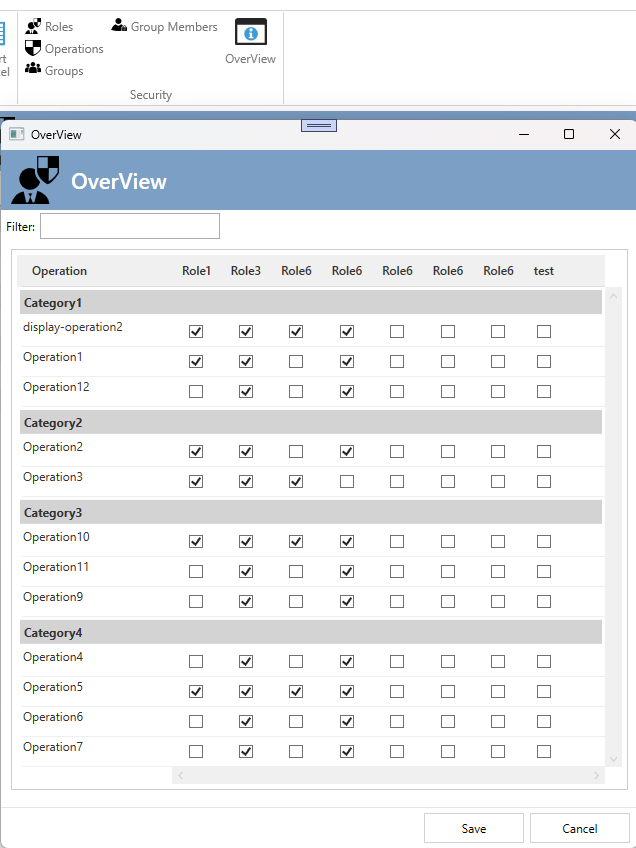 rt
Roles
Group Members
Operations
el
Groups
OverView
Security
OverView
OverView
Filter:
Operation Role1 Role3 Role6 Role6 Role6 Role6 Role6 test
Category1
display-operation2
Operation1
Operation12
Category2
Operation2
Operation3
Category3
Operation10
Operation11
Operation9
Category4
Operation4
Operation5
Operation6
Operation7
Save Cancel